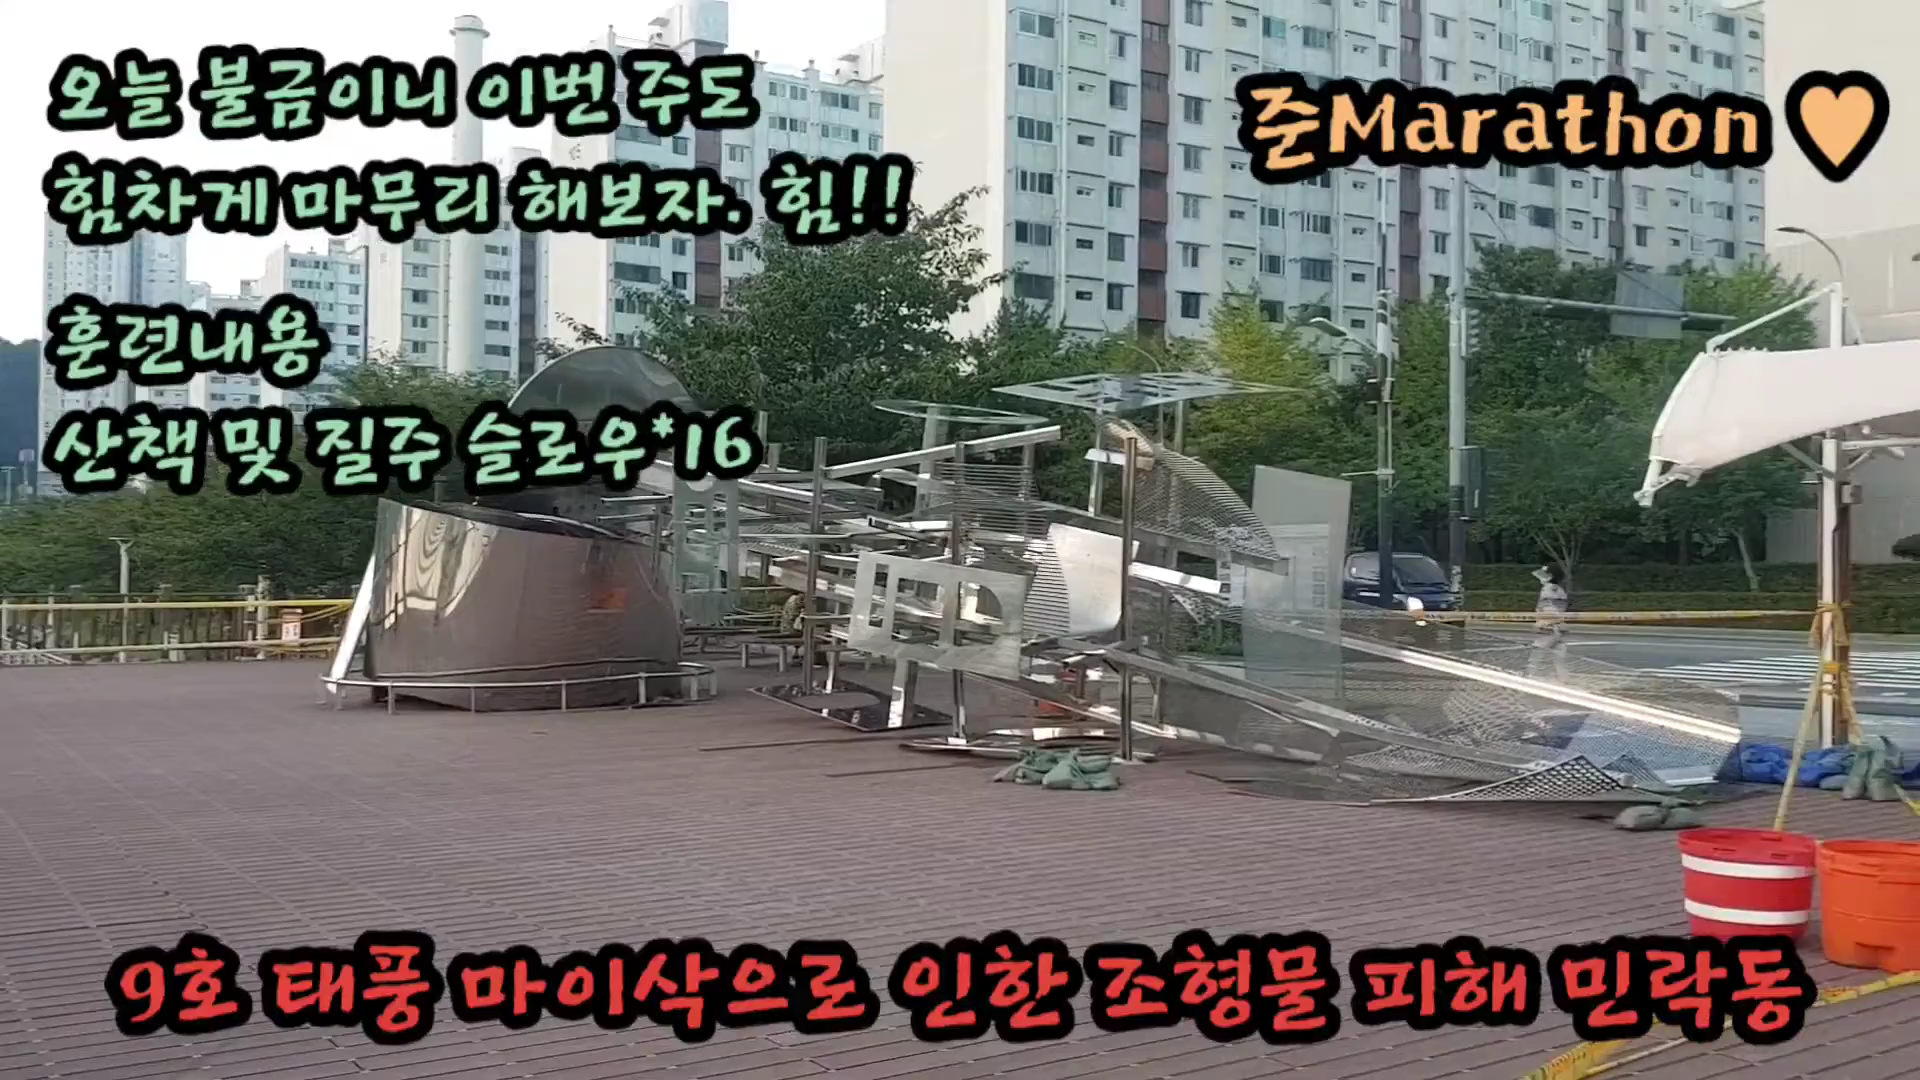 오늘 불금이니 이번 주도
힘차게 마무리 해보자. 힘!!
준Marathon
훈련내용
산책 및 질주 슬로우*16
9호 태풍 마이삭으로 인한 조형물 피해 민락동